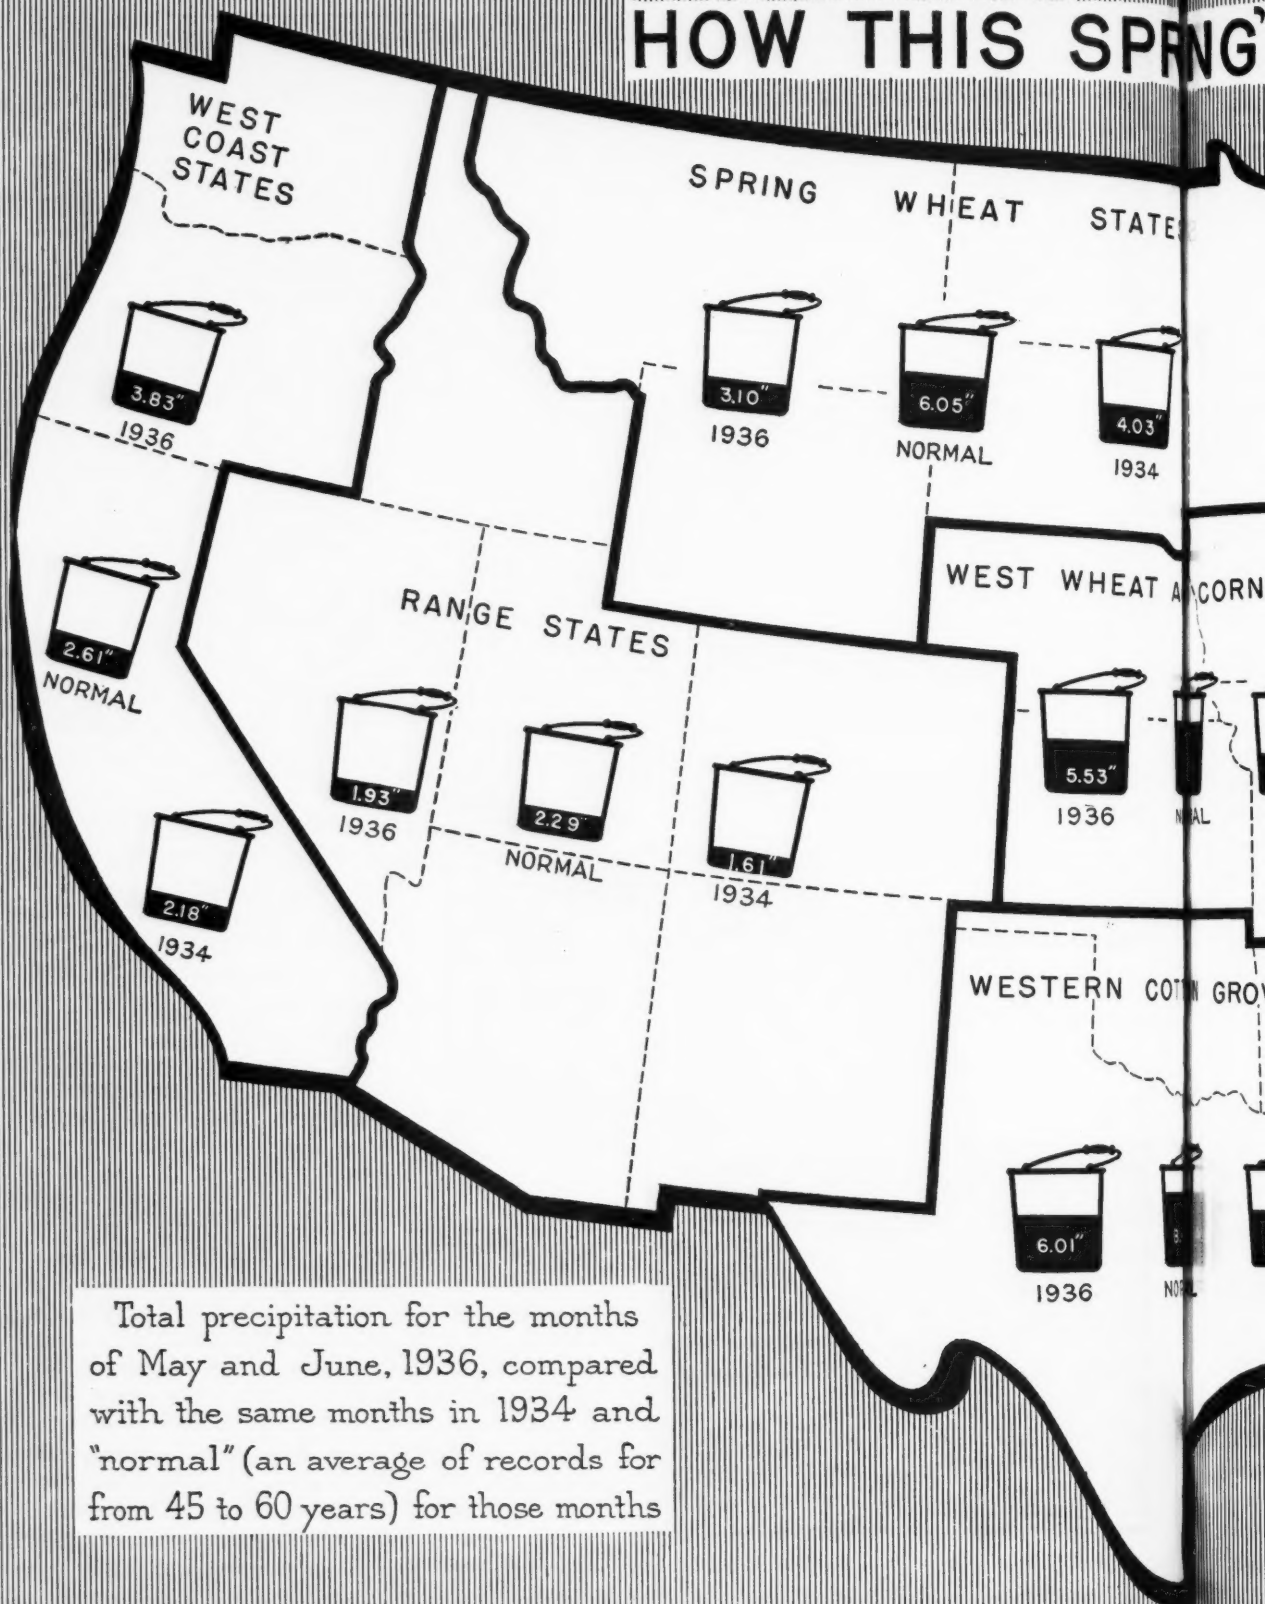 HOW THIS SPRNG'
WEST
COAST
STATES
3.83"
1936
2.61"
NORMAL
2.18"
1934
SPRING WHEAT STATES
3.10"
1936
6.05"
NORMAL
4.03"
1934
RANGE STATES
1.93"
1936
2.29"
NORMAL
1.61"
1934
WEST WHEAT A CORN
5.53"
1936
WESTERN COT N GRO
6.01"
1936
Total precipitation for the months
of May and June, 1936, compared
with the same months in 1934 and
"normal" (an average of records for
from 45 to 60 years) for those months